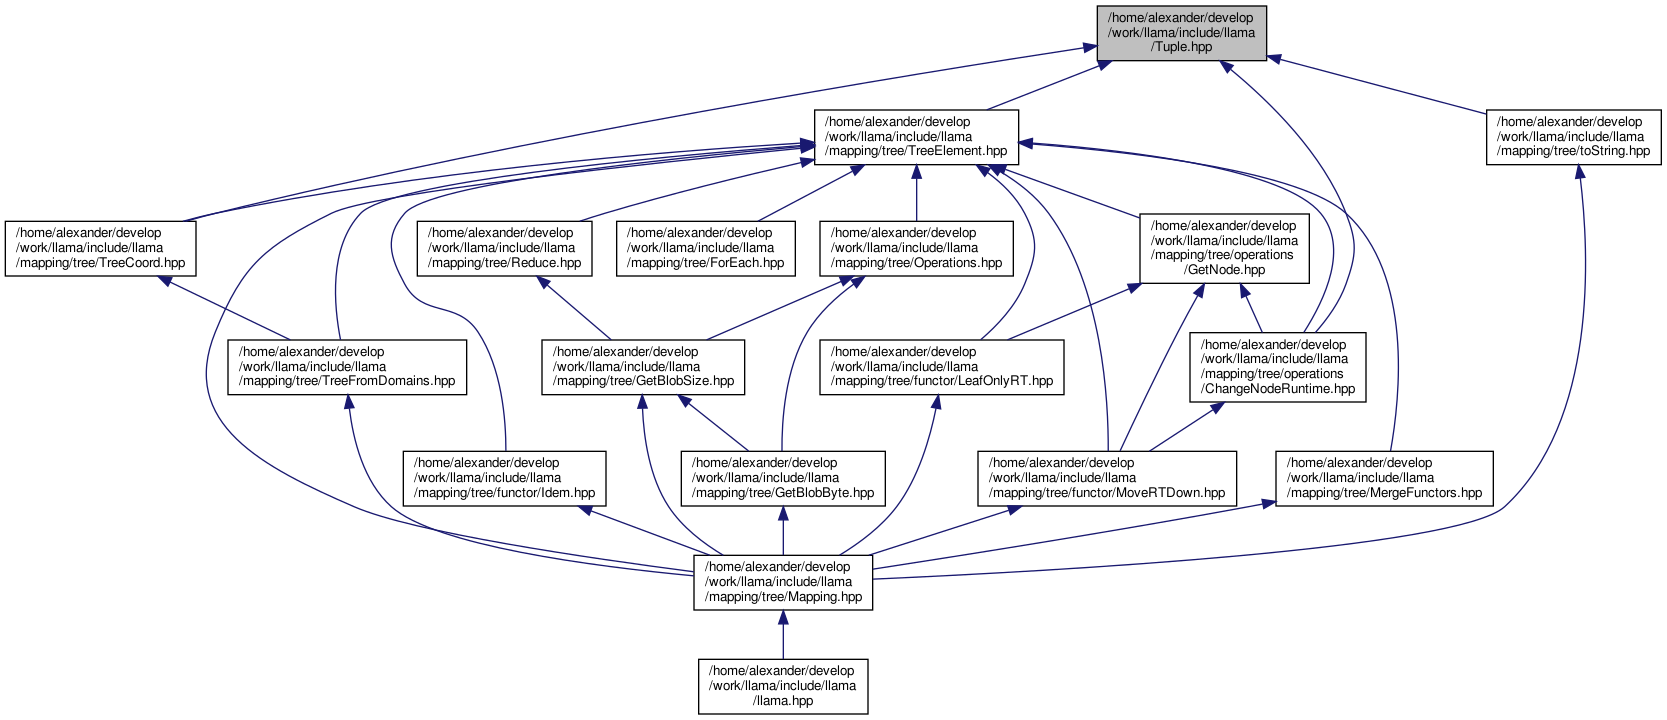 /home/alexander/develop
/work/llama/include/llama
/Tuple.hpp
/home/alexander/develop
/work/llama/include/llama
/mapping/tree/TreeElement.hpp
/home/alexander/develop
/work/llama/include/llama
/mapping/tree/toString.hpp
/home/alexander/develop
/work/llama/include/llama
/mapping/tree/TreeCoord.hpp
/home/alexander/develop
/work/llama/include/llama
/mapping/tree/Reduce.hpp
/home/alexander/develop
/work/llama/include/llama
/mapping/tree/ForEach.hpp
/home/alexander/develop
/work/llama/include/llama
/mapping/tree/Operations.hpp
/home/alexander/develop
/work/llama/include/llama
/mapping/tree/operations
/GetNode.hpp
/home/alexander/develop
/work/llama/include/llama
/mapping/tree/TreeFromDomains.hpp
/home/alexander/develop
/work/llama/include/llama
/mapping/tree/GetBlobSize.hpp
/home/alexander/develop
/work/llama/include/llama
/mapping/tree/functor/LeafOnlyRT.hpp
/home/alexander/develop
/work/llama/include/llama
/mapping/tree/operations
/ChangeNodeRuntime.hpp
/home/alexander/develop
/work/llama/include/llama
/mapping/tree/functor/Idem.hpp
/home/alexander/develop
/work/llama/include/llama
/mapping/tree/GetBlobByte.hpp
/home/alexander/develop
/work/llama/include/llama
/mapping/tree/functor/MoveRTDown.hpp
/home/alexander/develop
/work/llama/include/llama
/mapping/tree/MergeFunctors.hpp
/home/alexander/develop
/work/llama/include/llama
/mapping/tree/Mapping.hpp
/home/alexander/develop
/work/llama/include/llama
/llama.hpp